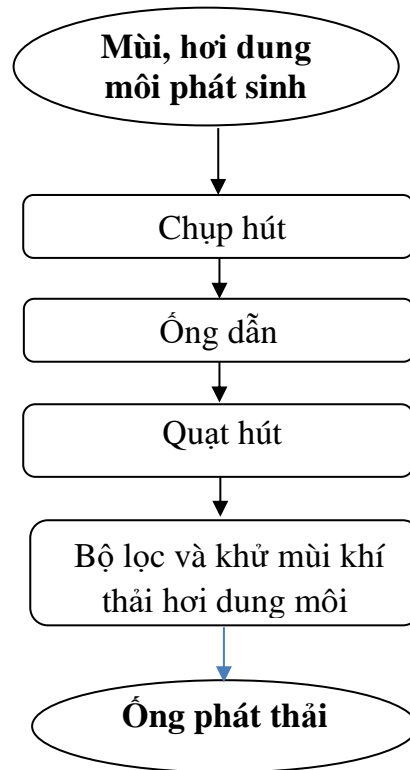 Mùi, hơi dung
môi phát sinh
Chụp hút
Ống dẫn
Quạt hút
Bộ lọc và khử mùi khí
thải hơi dung môi
Ống phát thải